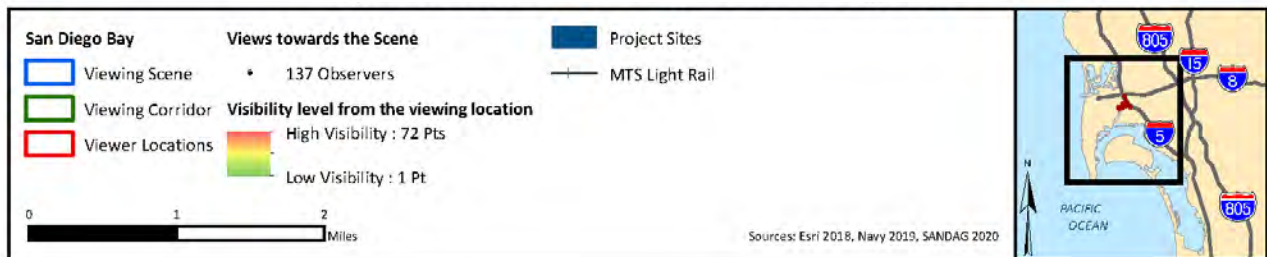 San Diego Bay
Viewing Scene
Viewing Corridor
Viewer Locations
Views towards the Scene
137 Observers
Visibility level from the viewing location
High Visibility : 72 Pts
Low Visibility : 1 Pt
Project Sites
MTS Light Rail
0 1 2
Miles
Sources: Esri 2018, Navy 2019, SANDAG 2020
805
15
8
5
805
N
PACIFIC
OCEAN